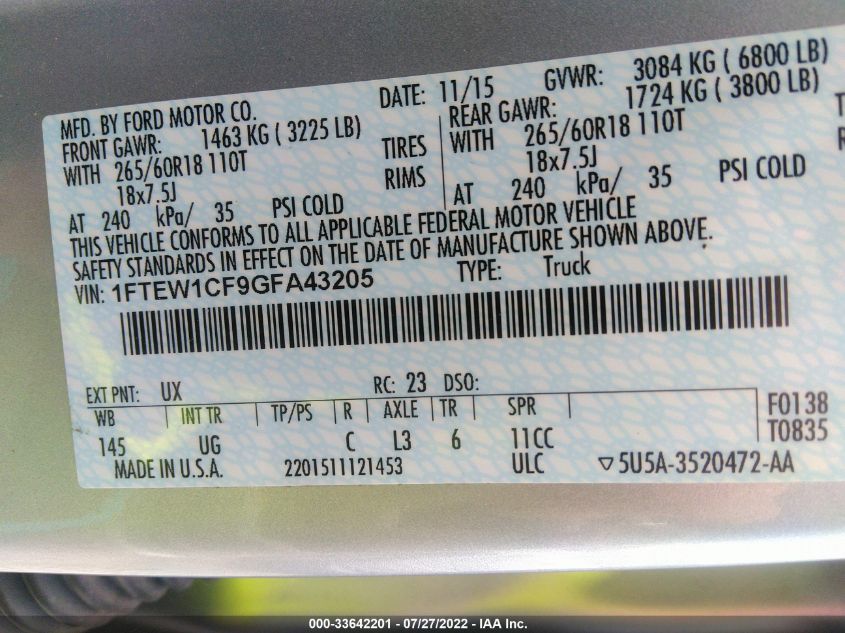 MFD. BY FORD MOTOR CO. DATE: 11/15 GVWR: 3084 KG ( 6800 LB)
FRONT GAWR: 1463 KG ( 3225 LB) REAR GAWR: 1724 KG ( 3800 LB)
WITH 265/60R18 110T TIRES WITH 265/60R18 110T
18x7.5J RIMS 18x7.5J
AT 240 kPa/ 35 PSI COLD AT 240 kPa/ 35 PSI COLD
THIS VEHICLE CONFORMS TO ALL APPLICABLE FEDERAL MOTOR VEHICLE
SAFETY STANDARDS IN EFFECT ON THE DATE OF MANUFACTURE SHOWN ABOVE.
VIN: 1FTEW1CF9GFA43205 TYPE: Truck
EXT PNT: UX RC: 23 DSO:
WB INT TR TP/PS R AXLE TR SPR F0138
145 UG C L3 6 11CC T0835
MADE IN U.S.A. 2201511121453 ULC ▽5U5A-3520472-AA
000-33642201 - 07/27/2022 - IAA Inc.